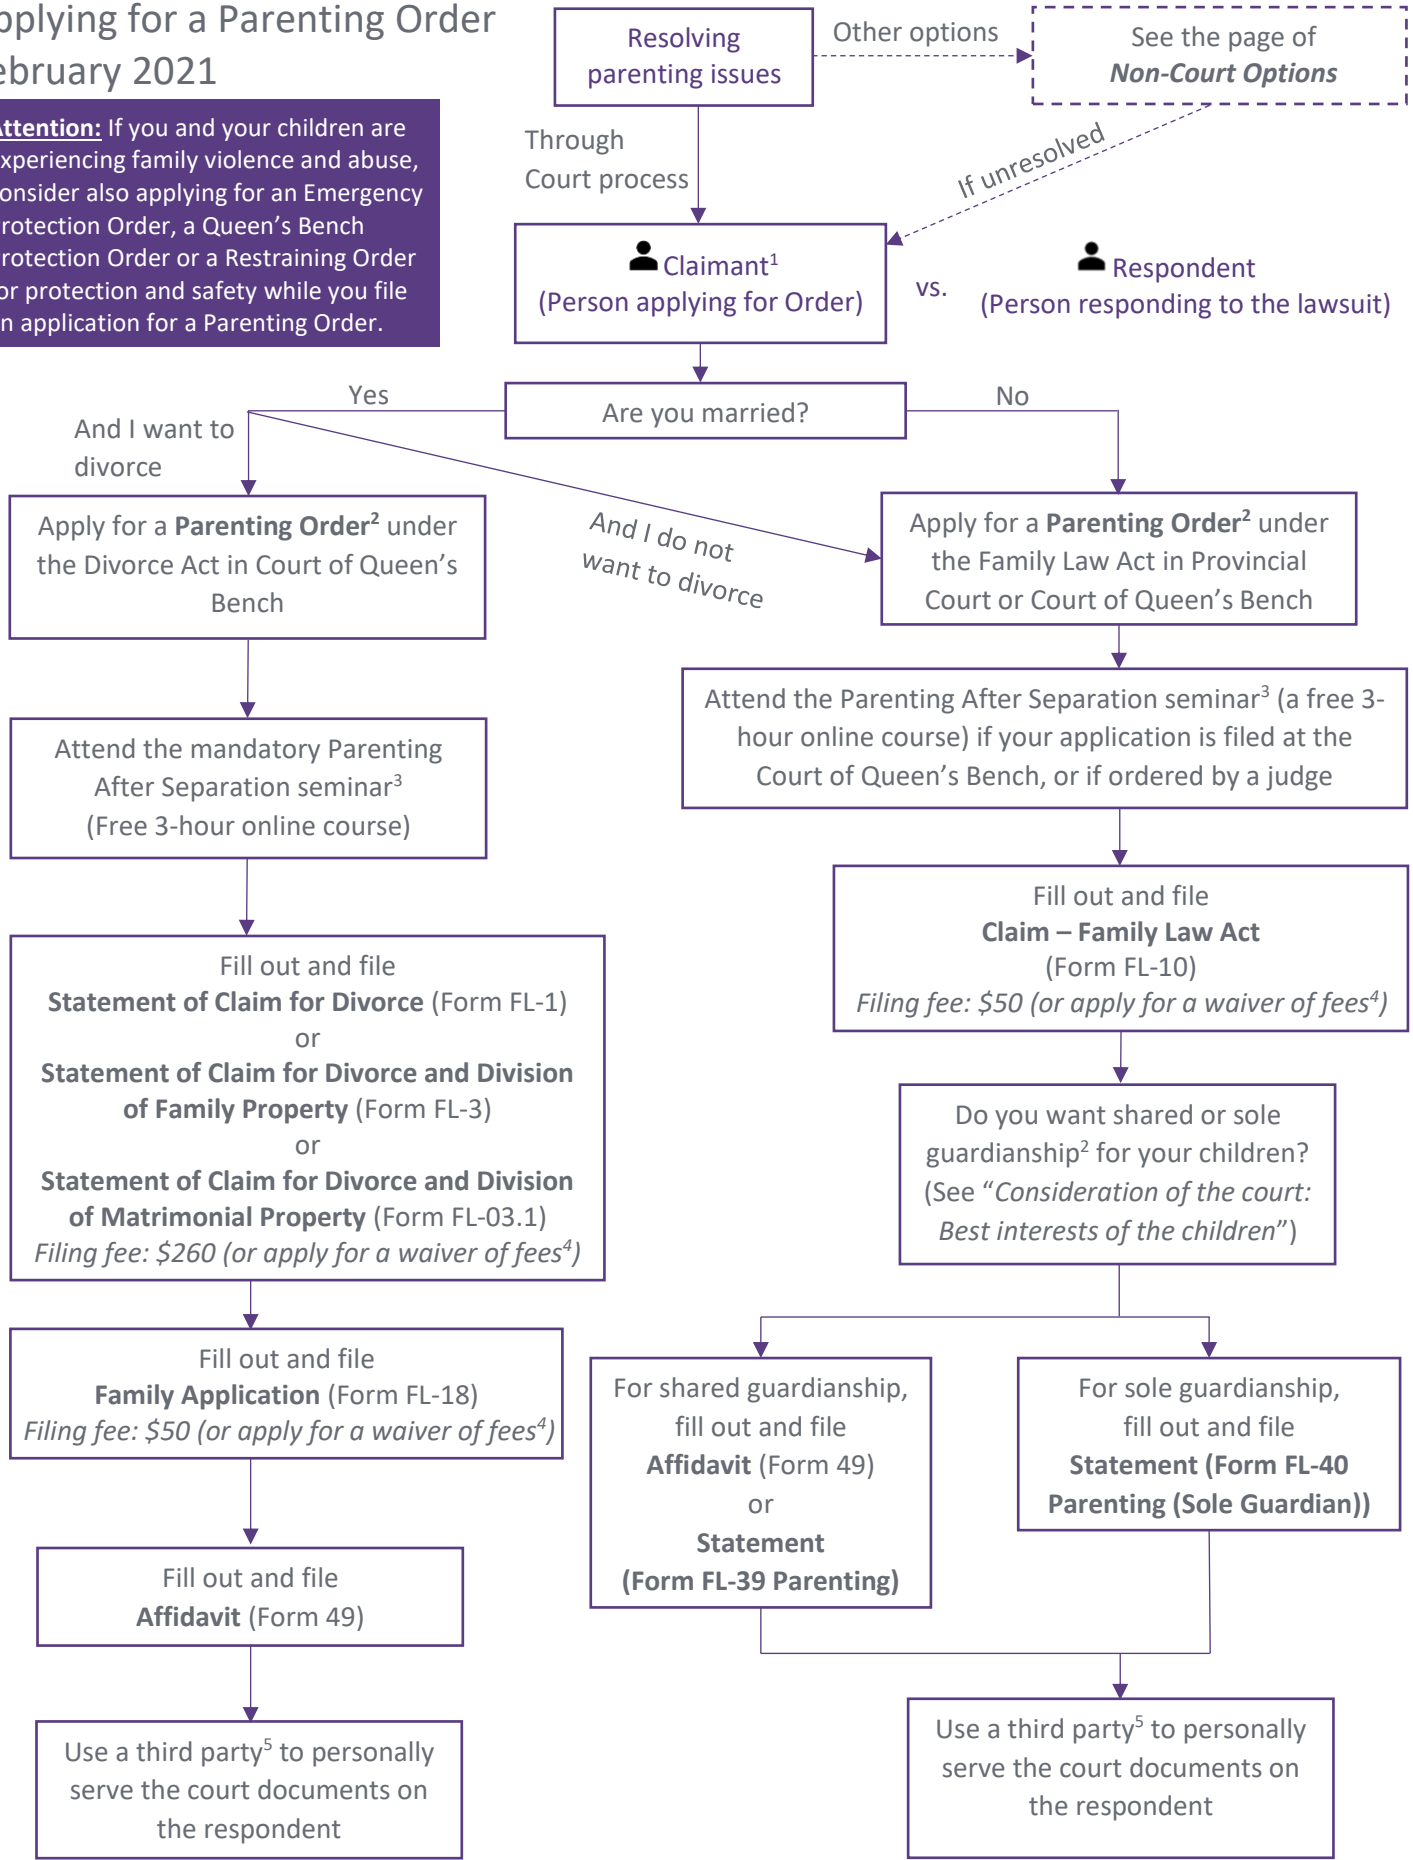 pplying for a Parenting Order
ebruary 2021
Attention: If you and your children are
xperiencing family violence and abuse,
onsider also applying for an Emergency
rotection Order, a Queen's Bench
rotection Order or a Restraining Order
or protection and safety while you file
n application for a Parenting Order.
Resolving
parenting issues
Other options
See the page of
Non-Court Options
Through
Court process
If unresolved
Claimant¹
(Person applying for Order)
vs.
Respondent
(Person responding to the lawsuit)
Are you married?
Yes
No
And I want to
divorce
And I do not
want to divorce
Apply for a Parenting Order² under
the Divorce Act in Court of Queen's
Bench
Apply for a Parenting Order² under
the Family Law Act in Provincial
Court or Court of Queen's Bench
Attend the mandatory Parenting
After Separation seminar³
(Free 3-hour online course)
Attend the Parenting After Separation seminar³ (a free 3-
hour online course) if your application is filed at the
Court of Queen's Bench, or if ordered by a judge
Fill out and file
Statement of Claim for Divorce (Form FL-1)
or
Statement of Claim for Divorce and Division
of Family Property (Form FL-3)
or
Statement of Claim for Divorce and Division
of Matrimonial Property (Form FL-03.1)
Filing fee: $260 (or apply for a waiver of fees⁴)
Fill out and file
Claim – Family Law Act
(Form FL-10)
Filing fee: $50 (or apply for a waiver of fees⁴)
Do you want shared or sole
guardianship² for your children?
(See "Consideration of the court:
Best interests of the children")
Fill out and file
Family Application (Form FL-18)
Filing fee: $50 (or apply for a waiver of fees⁴)
For shared guardianship,
fill out and file
Affidavit (Form 49)
or
Statement
(Form FL-39 Parenting)
For sole guardianship,
fill out and file
Statement (Form FL-40
Parenting (Sole Guardian))
Fill out and file
Affidavit (Form 49)
Use a third party⁵ to personally
serve the court documents on
the respondent
Use a third party⁵ to personally
serve the court documents on
the respondent